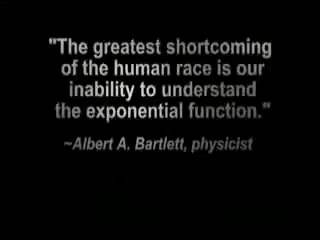 "The greatest shortcoming
of the human race is our
inability to understand
the exponential function."
~Albert A. Bartlett, physicist